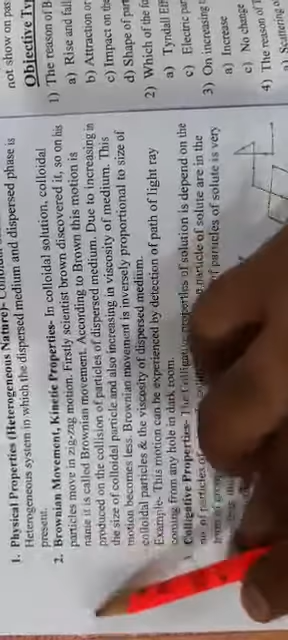 1. Physical Properties (Heterogeneous Nature)-
Heterogeneous system in which the dispersed medium and dispersed phase is
present.
2. Brownian Movement, Kinetic Properties- In colloidal solution, colloidal
particles move in zig-zag motion. Firstly scientist brown discovered it, so on his
name it is called Brownian movement. According to Brown this motion is
produced on the collision of particles of dispersed medium. Due to increasing in
the size of colloidal particle and also increasing in viscosity of medium. This
motion becomes less. Brownian movement is inversely proportional to size of
colloidal particles & the viscosity of dispersed medium.
Example- This motion can be experienced by detection of path of light ray
coming from any hole in dark room.
Colligative Properties- The Colligative properties of solution is depend on the
no of particles of particle of solute are in the
of particles of solute is very
not show on pas
Objective Ty
1) The reason of B
a) Rise and fall
b) Attraction or
c) Impact on the
d) Shape of part
2) Which of the fo
a) Tyndall Eff
c) Electric par
3) On increasing t
a) Increase
c) No change
4) The reason of T
a) Scattering o